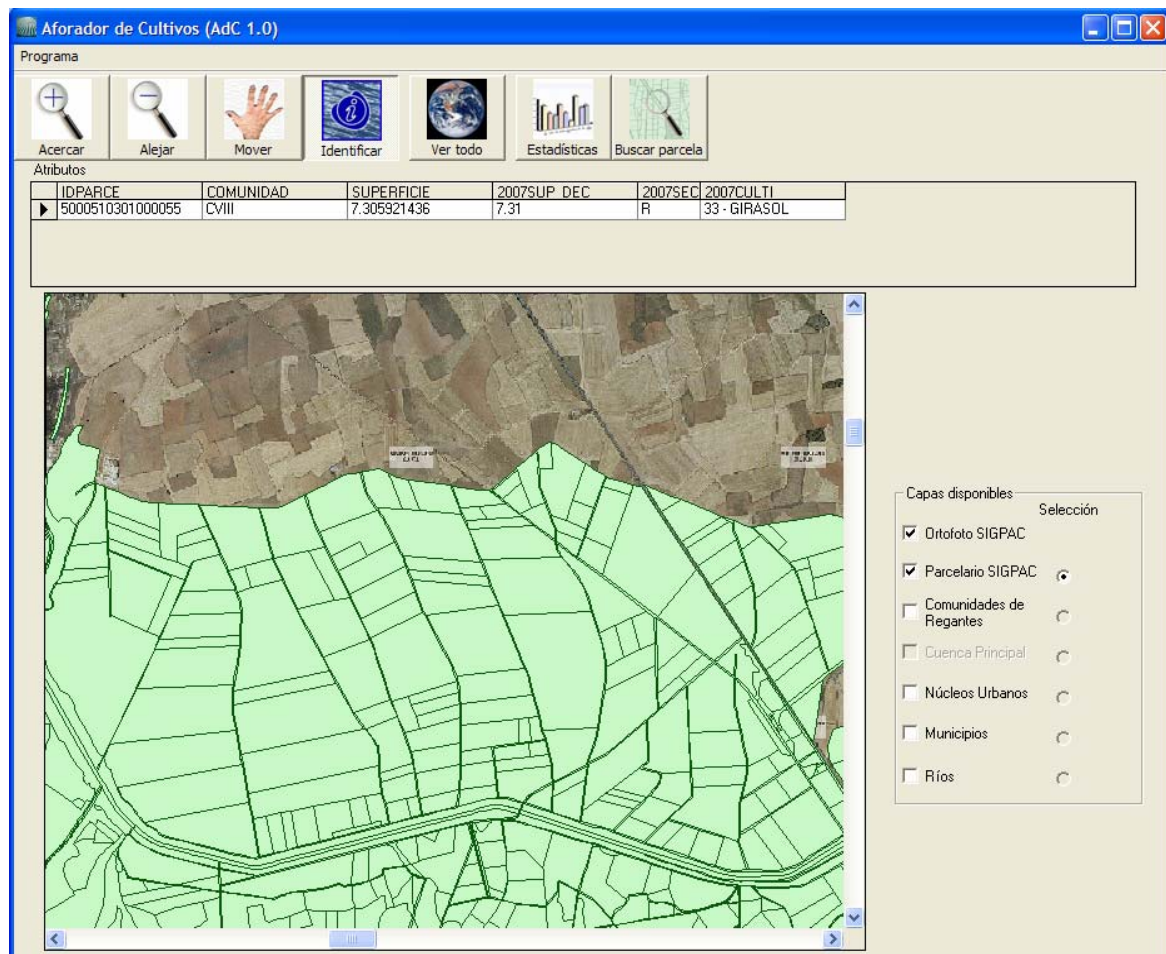 Aforador de Cultivos (AdC 1.0)
Programa
Acercar Alejar Mover Identificar Ver todo Estadísticas Buscar parcela
Atributos
IDPARCE COMUNIDAD SUPERFICIE 2007SUP_DEC 2007SEC 2007CULTI
5000510301000055 CVIII 7.305921436 7.31 R 33 - GIRASOL
Capas disponibles
Selección
Ortofoto SIGPAC
Parcelario SIGPAC
Comunidades de
Regantes
Cuenca Principal
Núcleos Urbanos
Municipios
Ríos